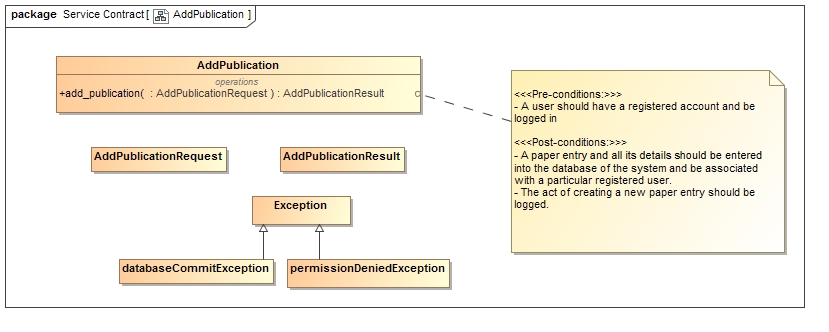 package Service Contract [ AddPublication ]
AddPublication
operations
+add_publication( : AddPublicationRequest ) : AddPublicationResult
<<<Pre-conditions:>>>
- A user should have a registered account and be
logged in
<<<Post-conditions:>>>
- A paper entry and all its details should be entered
into the database of the system and be associated
with a particular registered user.
- The act of creating a new paper entry should be
logged.
AddPublicationRequest
AddPublicationResult
Exception
databaseCommitException
permissionDeniedException